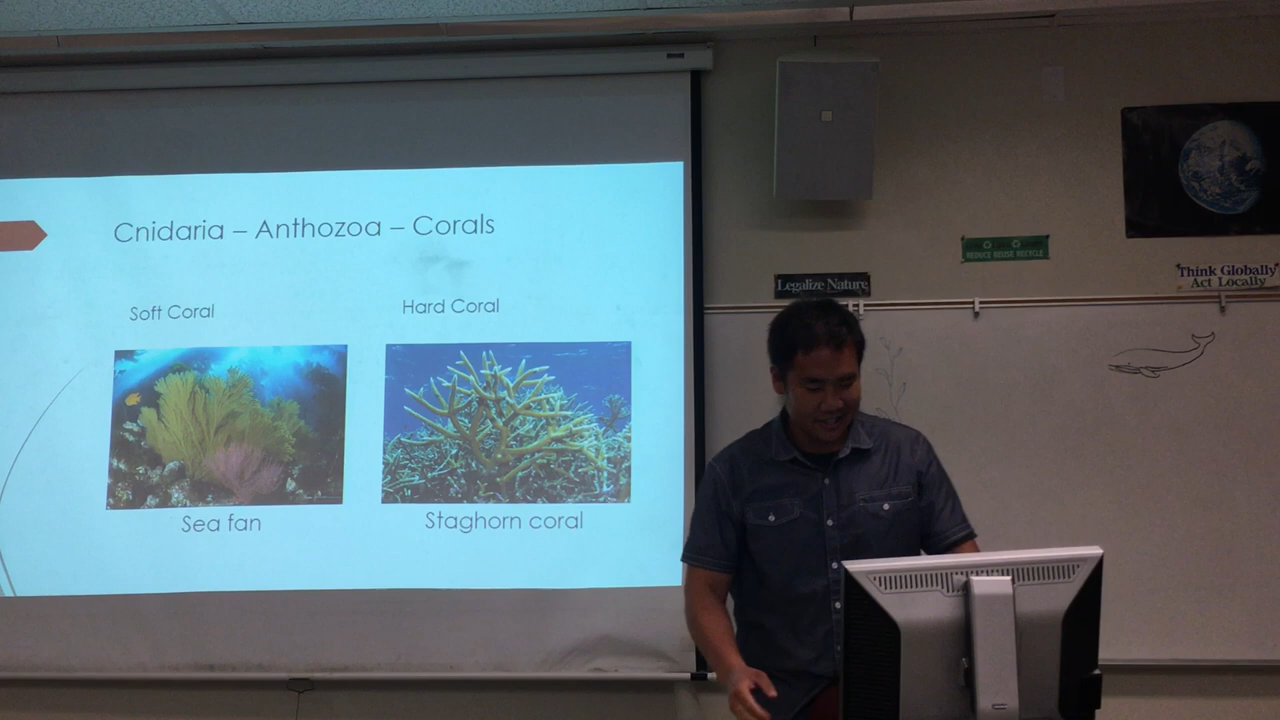 Cnidaria – Anthozoa – Corals
Soft Coral
Hard Coral
Sea fan
Staghorn coral
Legalize Nature
REDUCE REUSE RECYCLE
Think Globally
Act Locally